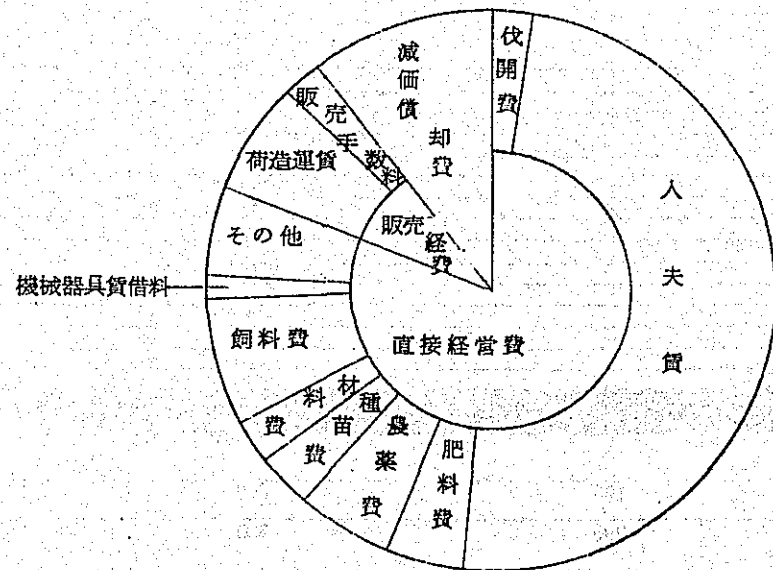 伐開費
人夫賃
肥料費
農薬費
種苗費
材料費
飼料費
機械器具賃借料
その他
荷造運賃
販売手数料
減価償却費
販売経費
直接経営費